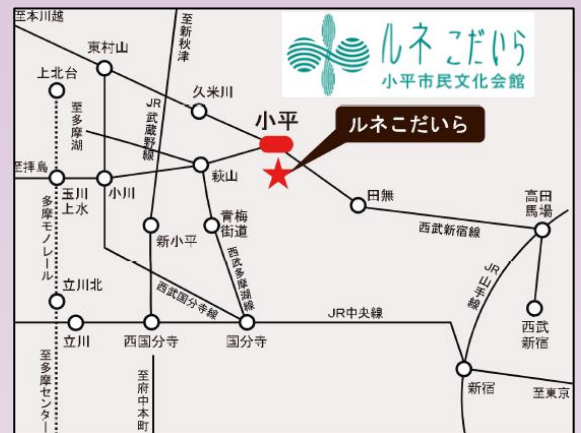 至本川越
至新秋津
ルネこだいら
小平市民文化会館
東村山
上北台
久米川
JR武蔵野線
至多摩湖
小平
ルネこだいら
至拝島
萩山
玉川
上水
小川
田無
高田
馬場
多摩モノレール
新小平
青梅
街道
西武新宿線
西武多摩湖線
JR山手線
立川北
西武国分寺線
JR中央線
立川
西国分寺
国分寺
西武
新宿
至多摩センター
至府中本町
新宿
至東京